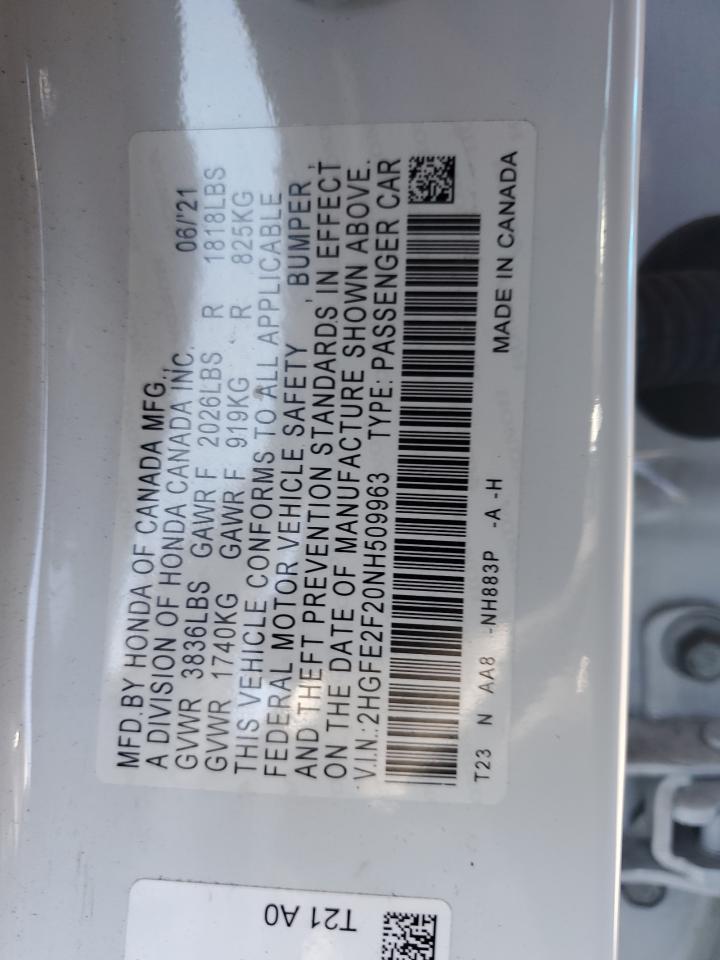 MFD.BY HONDA OF CANADA MFG.,
A DIVISION OF HONDA CANADA INC. 06/'21
GVWR 3836LBS GAWR F 2026LBS R 1818LBS
GVWR 1740KG GAWR F 919KG R 825KG
THIS VEHICLE CONFORMS TO ALL APPLICABLE
FEDERAL MOTOR VEHICLE SAFETY , BUMPER ,
AND THEFT PREVENTION STANDARDS IN EFFECT
ON THE DATE OF MANUFACTURE SHOWN ABOVE.
V.I.N.:2HGFE2F20NH509963 TYPE: PASSENGER CAR
T23 N AA8 -NH883P -A -H MADE IN CANADA
T21 A0